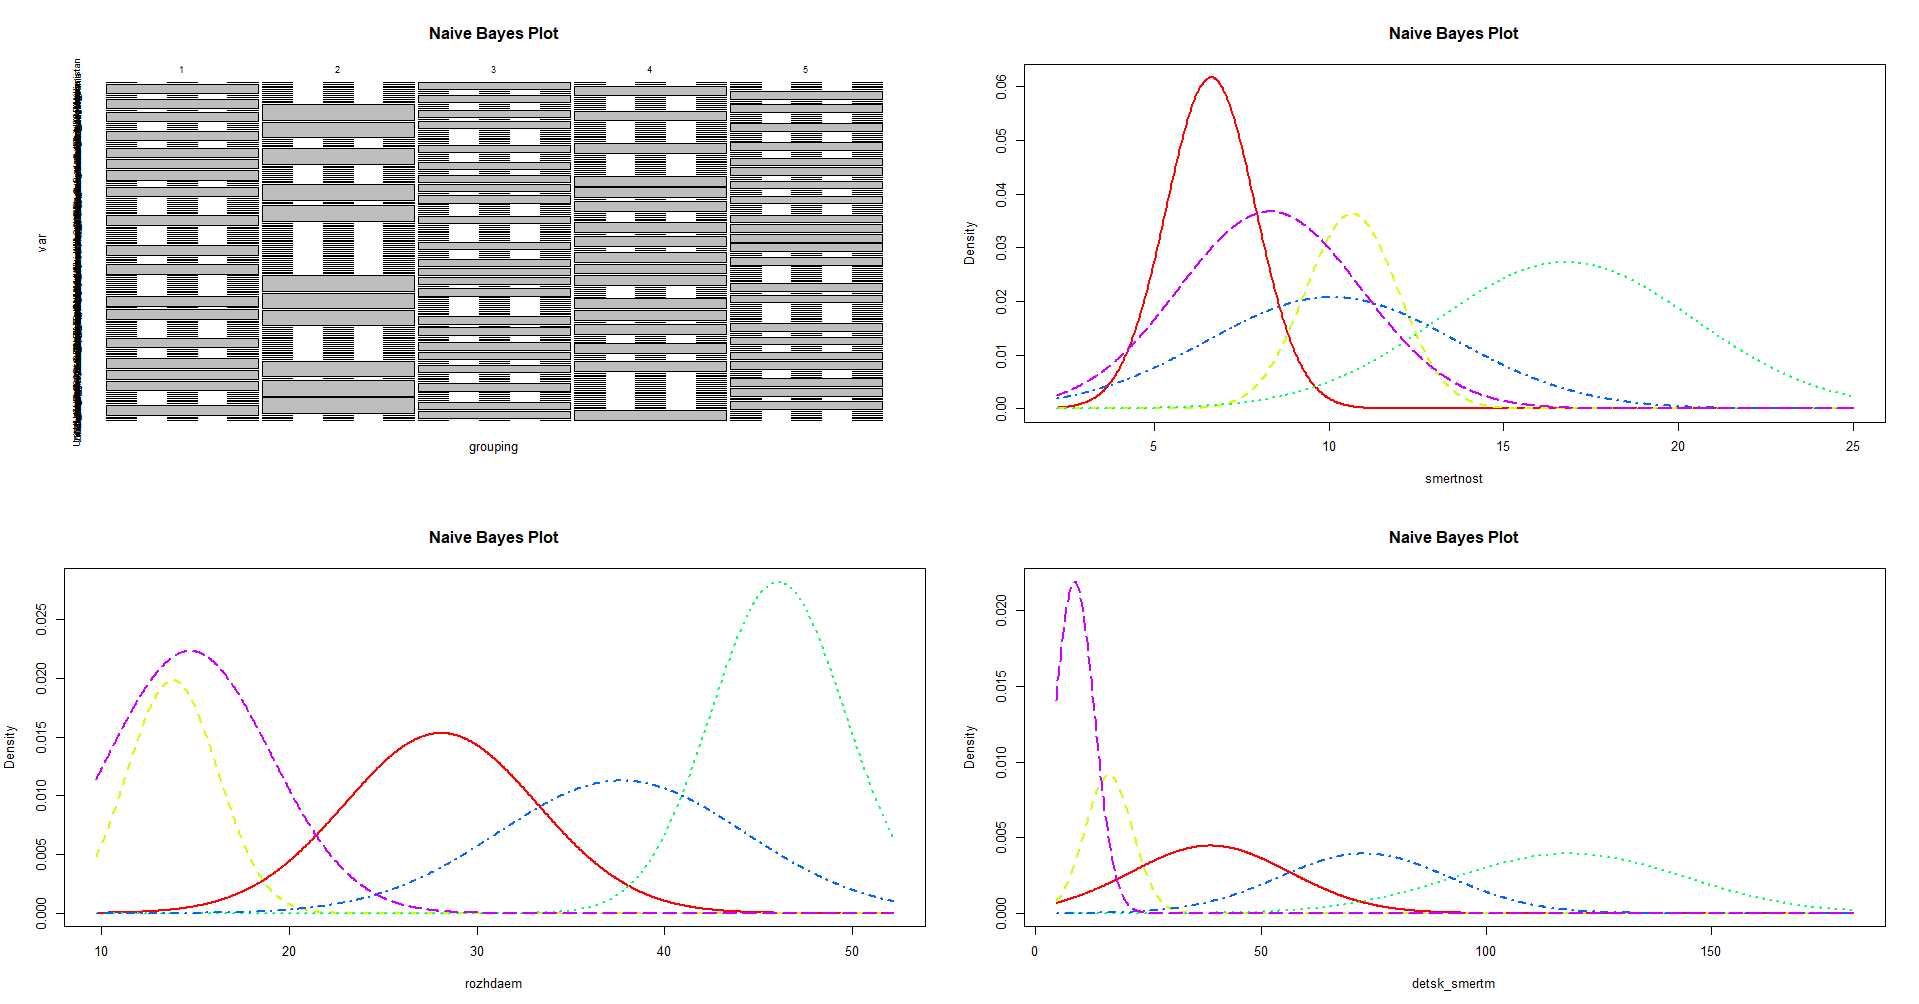 Naive Bayes Plot
1 2 3 4 5
var
grouping
Naive Bayes Plot
Density
0.00 0.01 0.02 0.03 0.04 0.05 0.06
5 10 15 20 25
smertnost
Naive Bayes Plot
Density
0.000 0.005 0.010 0.015 0.020 0.025
10 20 30 40 50
rozhdaem
Naive Bayes Plot
Density
0.000 0.005 0.010 0.015 0.020
0 50 100 150
detsk_smertm